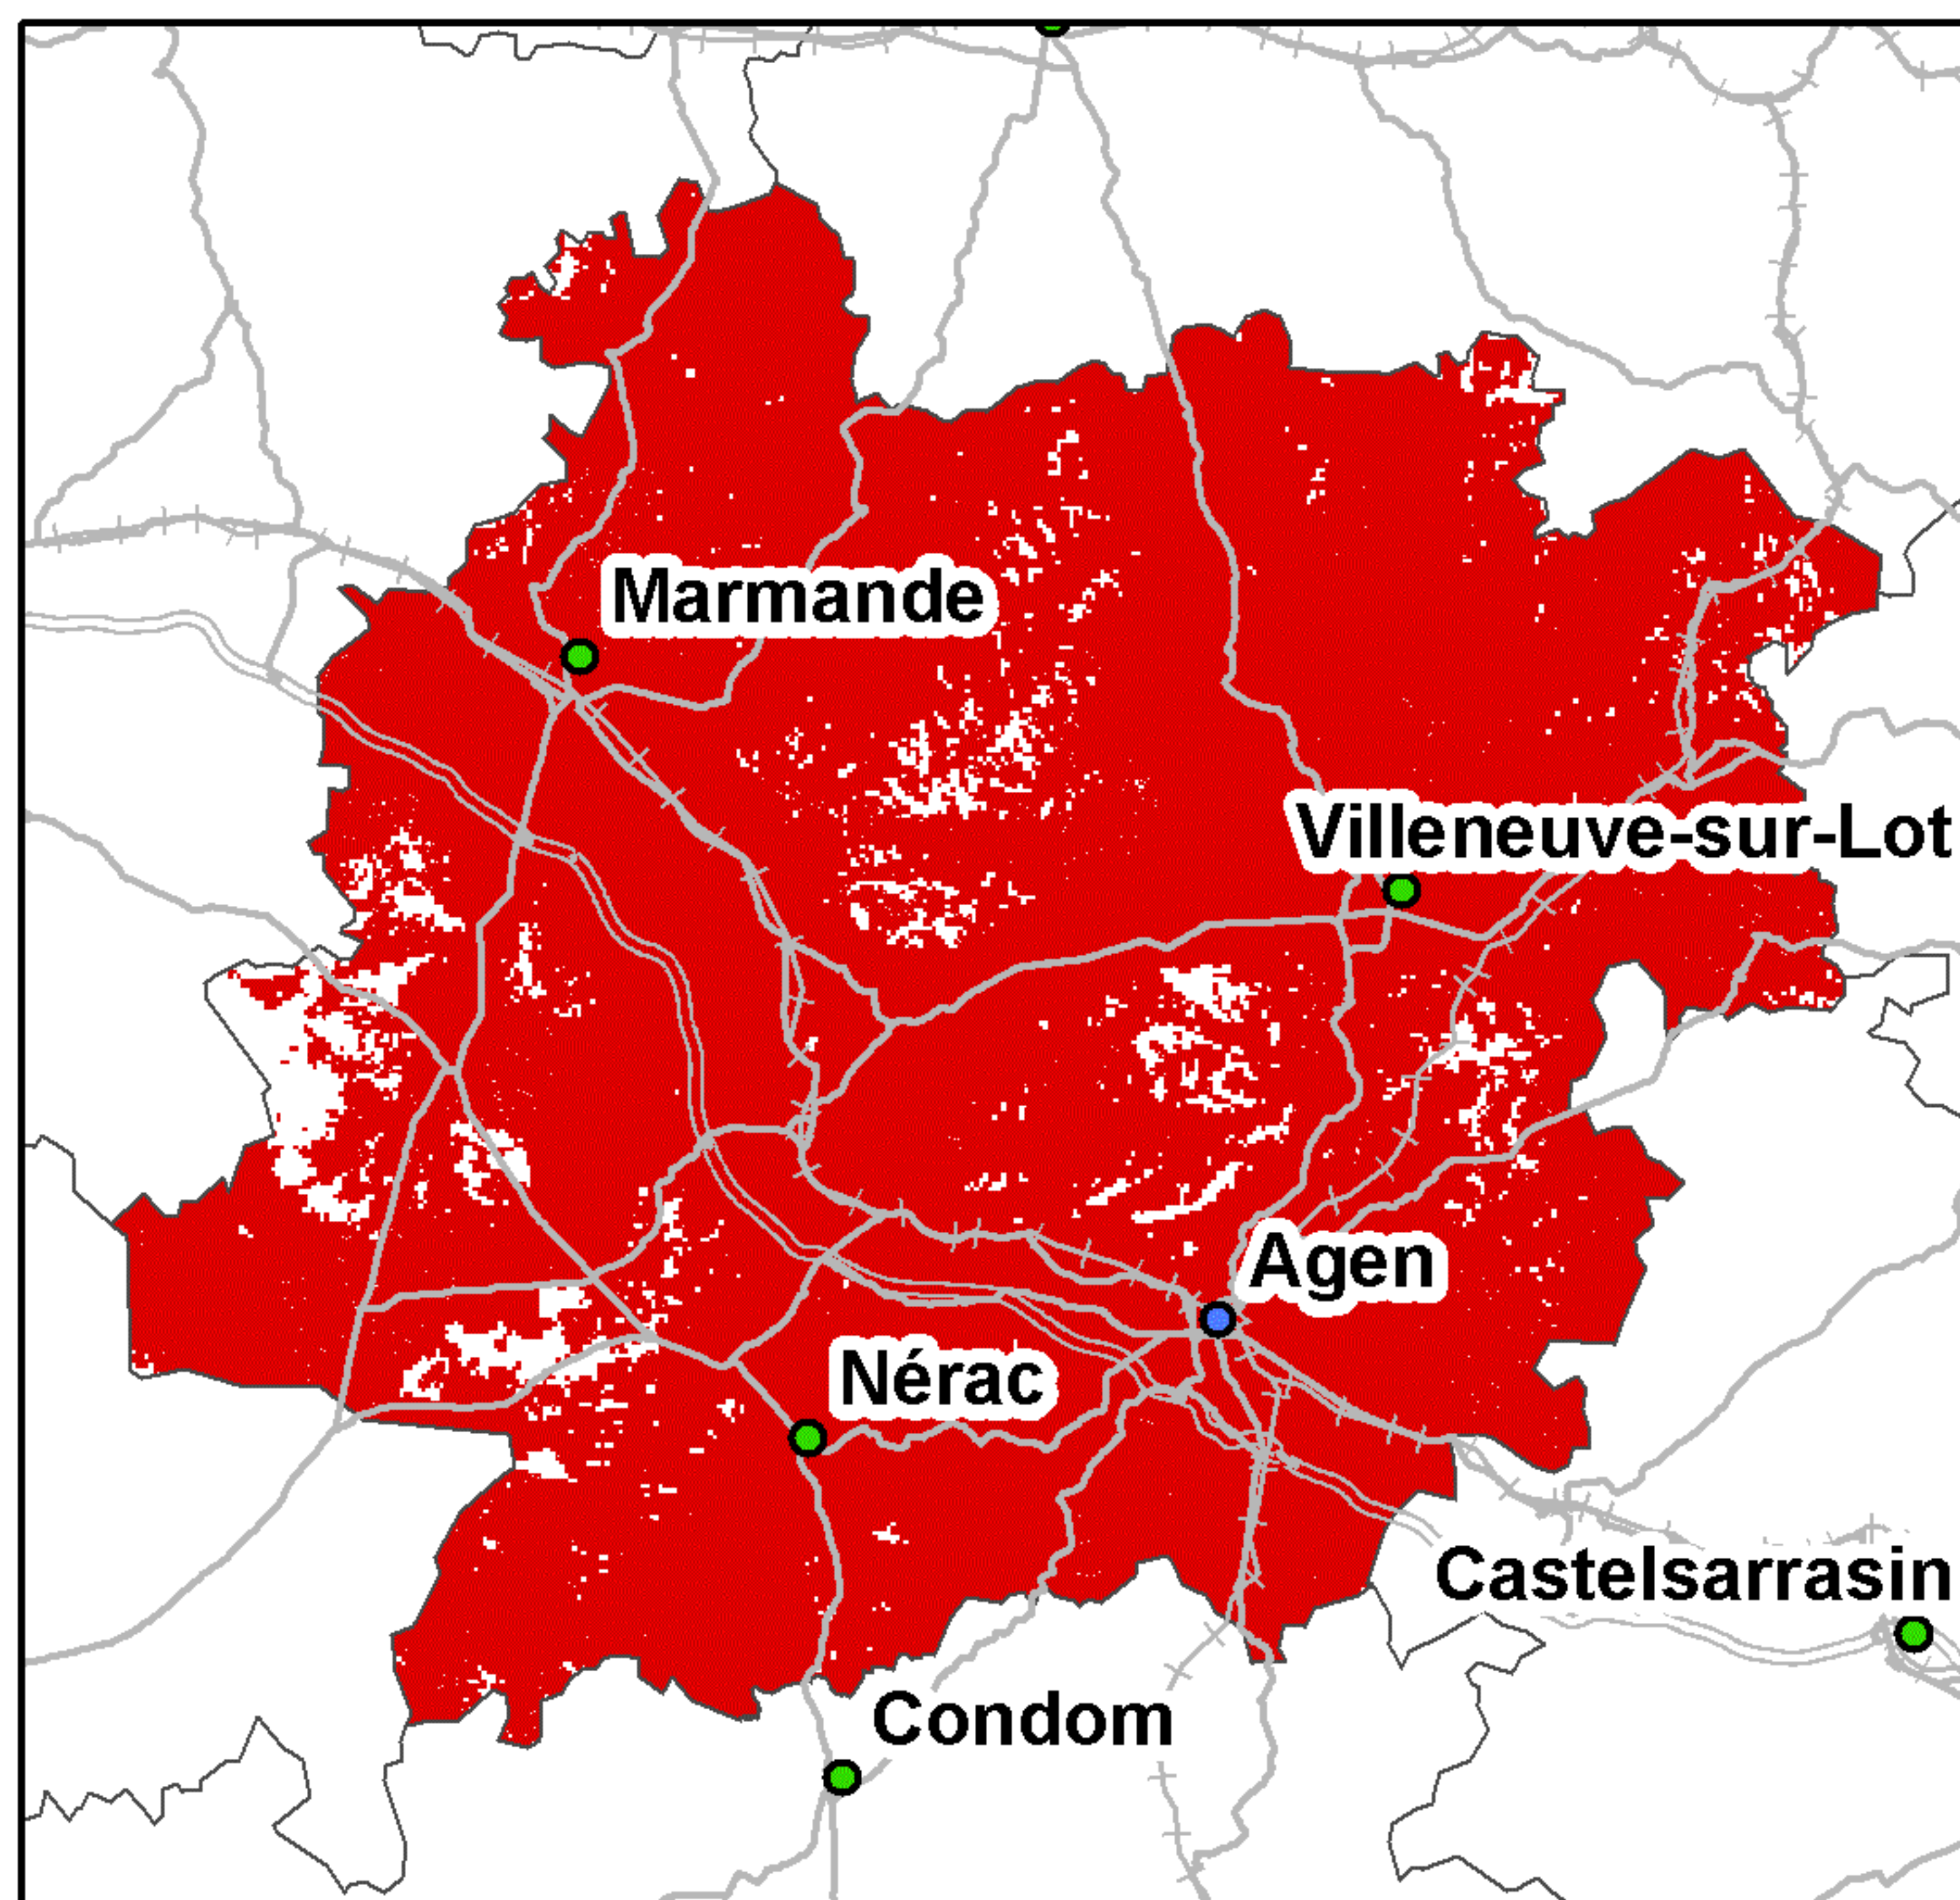 Marmande
Villeneuve-sur-Lot
Agen
Nérac
Castelsarrasin
Condom